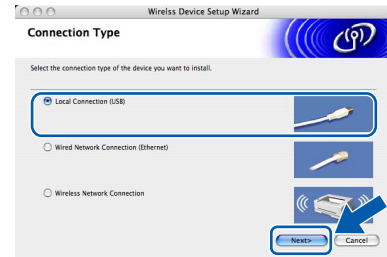 Wirelss Device Setup Wizard
Connection Type
Select the connection type of the device you want to install.
Local Connection (USB)
Wired Network Connection (Ethernet)
Wireless Network Connection
Next> Cancel